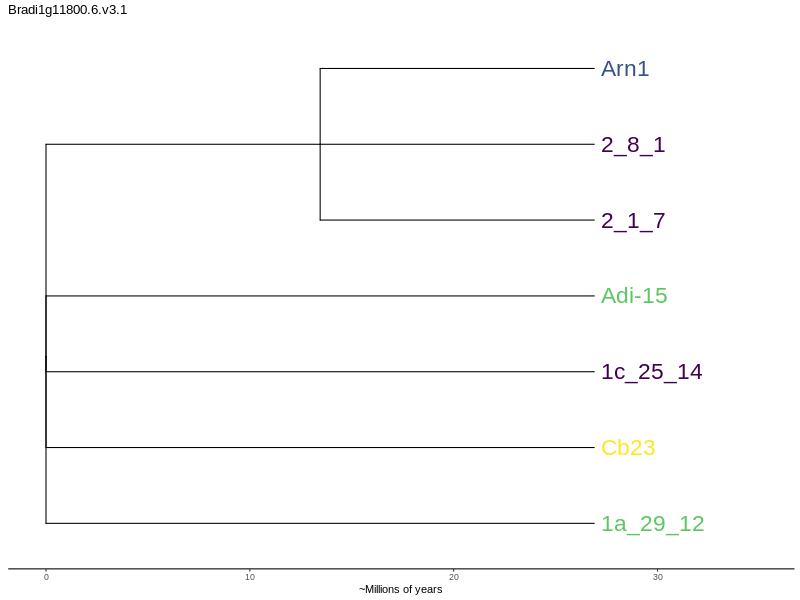 Bradi1g11800.6.v3.1
Arn1
2_8_1
2_1_7
Adi-15
1c_25_14
Cb23
1a_29_12
0 10 20 30
~Millions of years